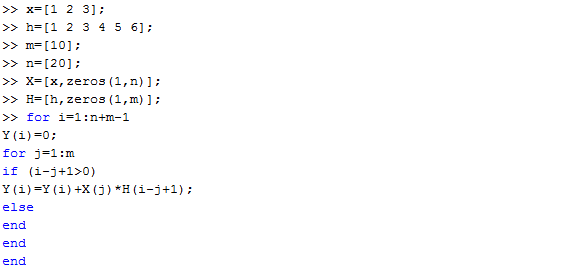 >> x=[1 2 3];
>> h=[1 2 3 4 5 6];
>> m=[10];
>> n=[20];
>> X=[x,zeros(1,n)];
>> H=[h,zeros(1,m)];
>> for i=1:n+m-1
Y(i)=0;
for j=1:m
if (i-j+1>0)
Y(i)=Y(i)+X(j)*H(i-j+1);
else
end
end
end